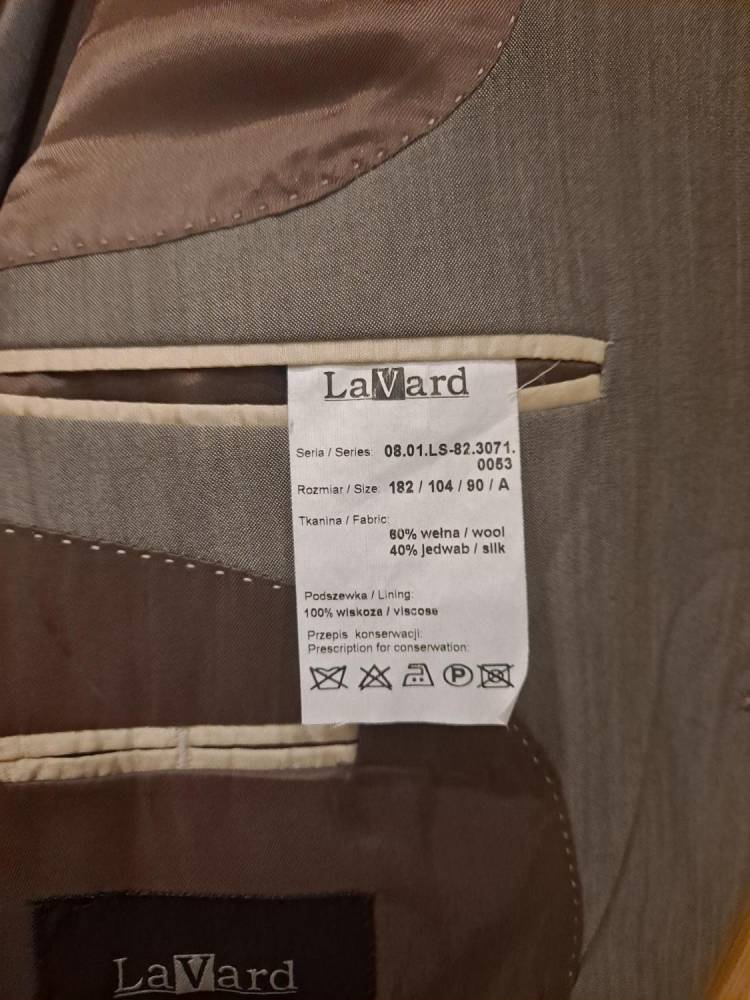 LaVard
Seria / Series: 08.01.LS-82.3071.
0053
Rozmiar / Size: 182 / 104 / 90 / A
Tkanina / Fabric:
60% wełna / wool
40% jedwab / silk
Podszewka / Lining:
100% wiskoza / viscose
Przepis konserwacji:
Prescription for conserwation:
P
LaVard